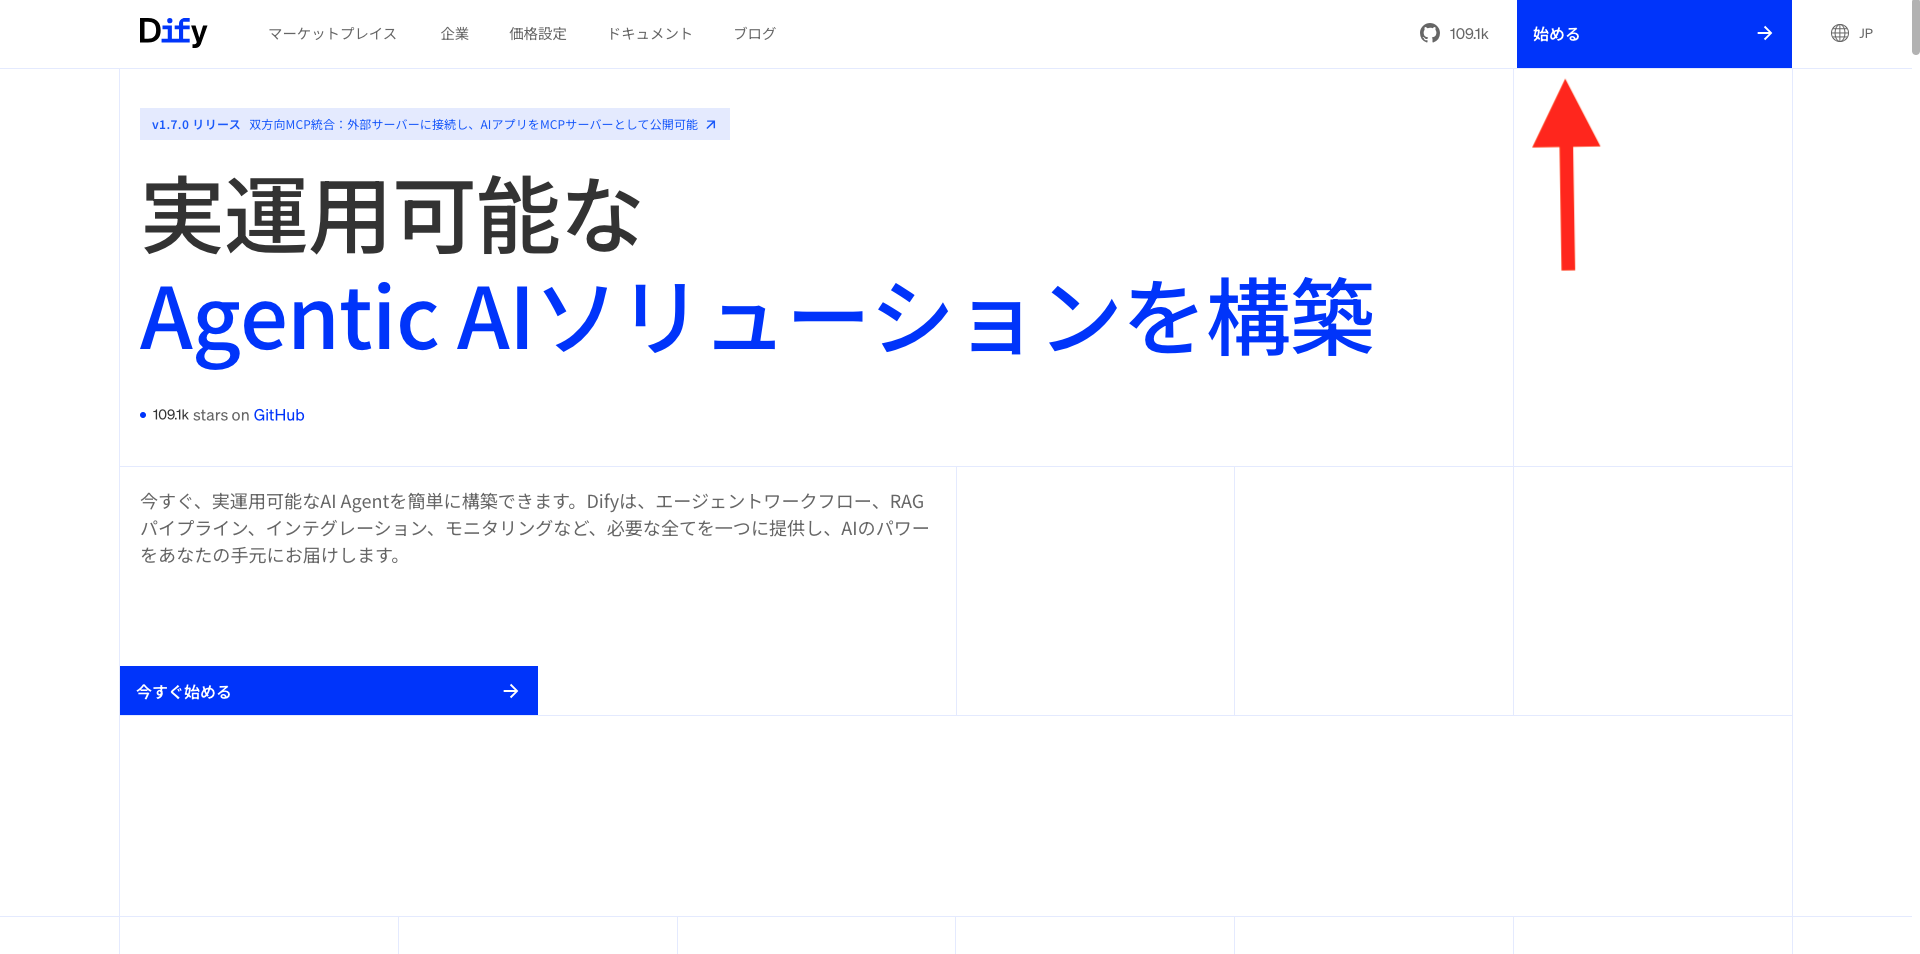 Dify
マーケットプレイス
企業
価格設定
ドキュメント
ブログ
109.1k
始める
JP
v1.7.0 リリース 双方向MCP統合：外部サーバーに接続し、AIアプリをMCPサーバーとして公開可能
実運用可能な
Agentic AIソリューションを構築
109.1k stars on GitHub
今すぐ、実運用可能なAI Agentを簡単に構築できます。Difyは、エージェントワークフロー、RAG
パイプライン、インテグレーション、モニタリングなど、必要な全てを一つに提供し、AIのパワー
をあなたの手元にお届けします。
今すぐ始める